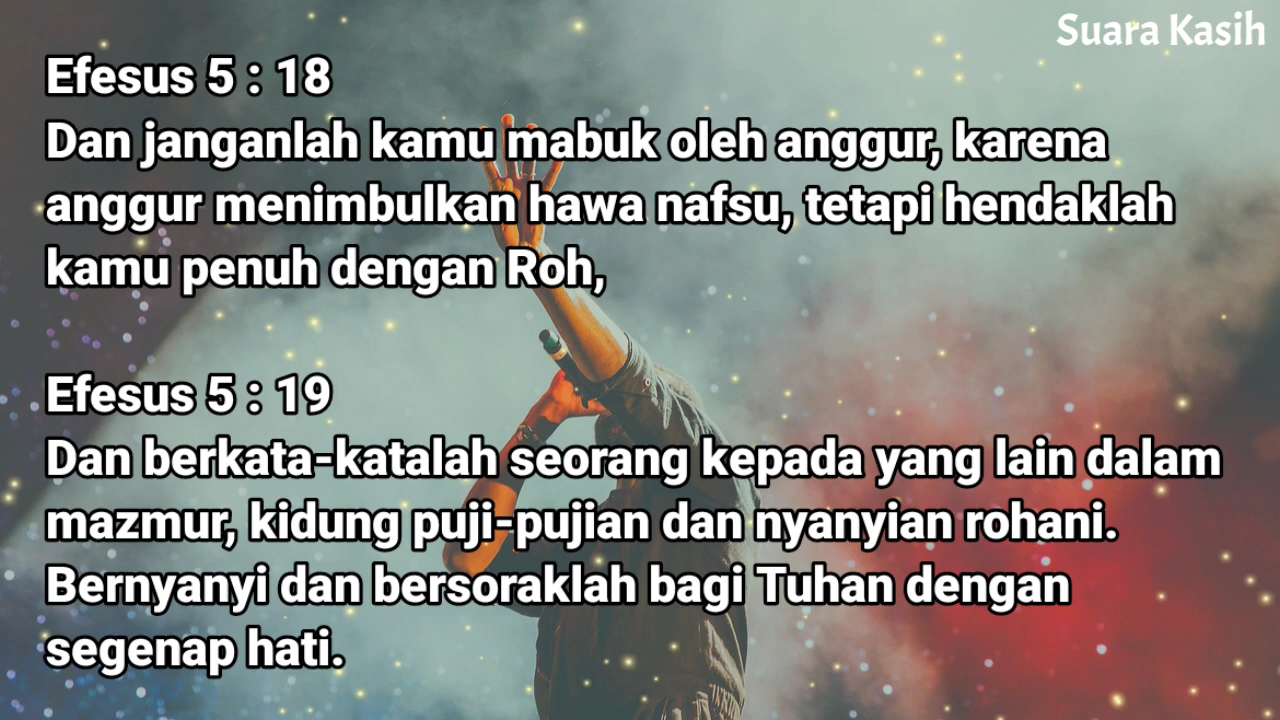 Suara Kasih
Efesus 5 : 18
Dan janganlah kamu mabuk oleh anggur, karena
anggur menimbulkan hawa nafsu, tetapi hendaklah
kamu penuh dengan Roh,
Efesus 5 : 19
Dan berkata-katalah seorang kepada yang lain dalam
mazmur, kidung puji-pujian dan nyanyian rohani.
Bernyanyi dan bersoraklah bagi Tuhan dengan
segenap hati.